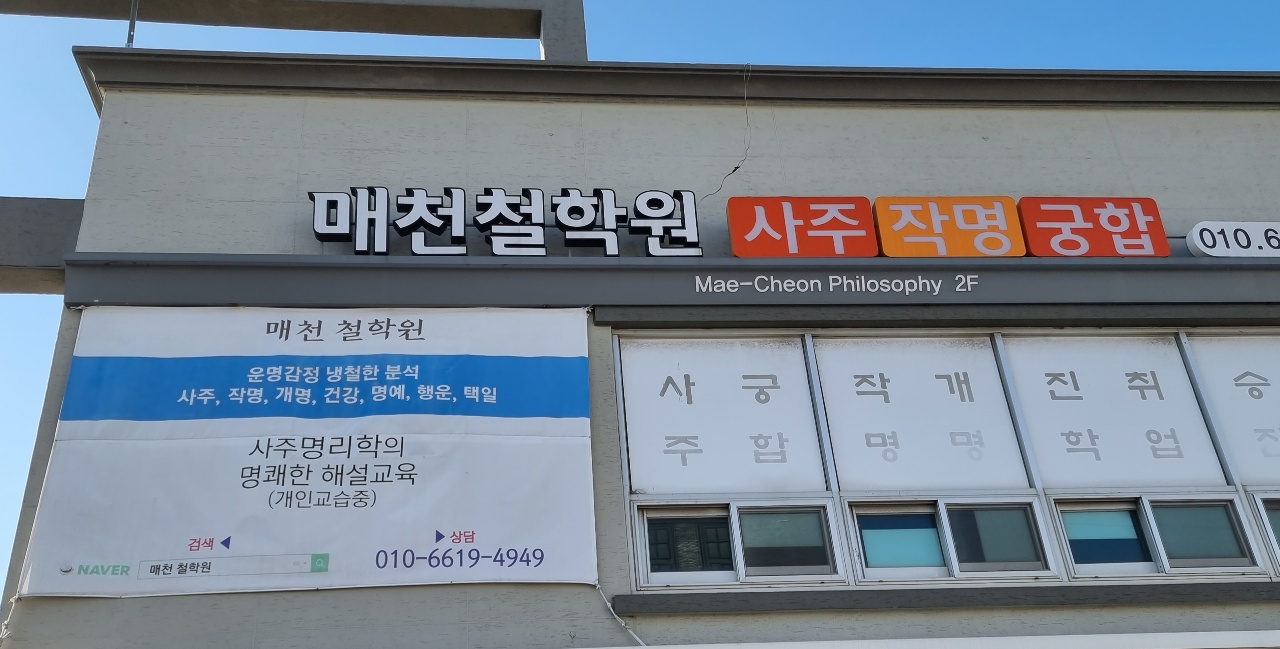 매천철학원 사주 작명 궁합 010.6
Mae-Cheon Philosophy 2F
매천 철학원
운명감정 냉철한 분석
사주, 작명, 개명, 건강, 명예, 행운, 택일
사주명리학의
명쾌한 해설교육
(개인교습중)
검색 ◀ ▶ 상담
NAVER 매천 철학원 010-6619-4949
사주 궁합 작명 개명 진학 취업 승진